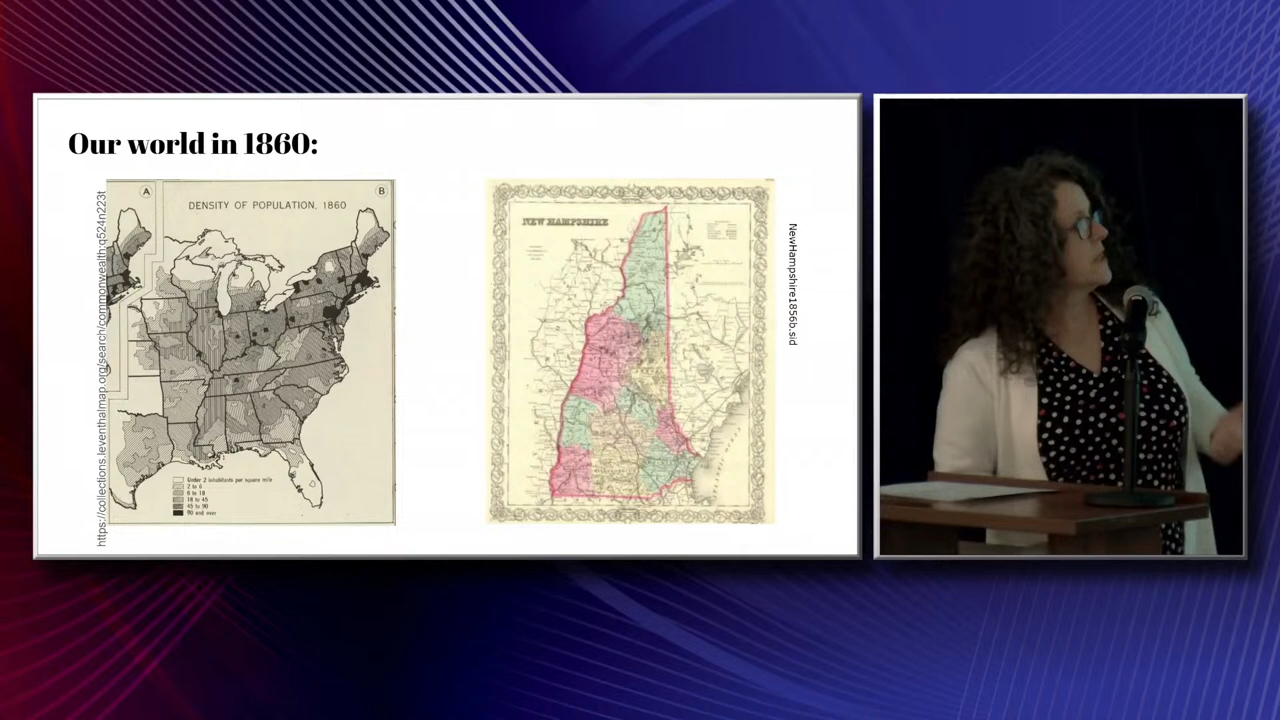 Our world in 1860:
https://collections.leventhalmap.org/search/commonwealth:q524n223t
A
B
DENSITY OF POPULATION, 1860
Under 2 inhabitants per square mile
2 to 6
6 to 18
18 to 45
45 to 90
90 and over
NEW HAMPSHIRE
NewHampshire1856b.sid